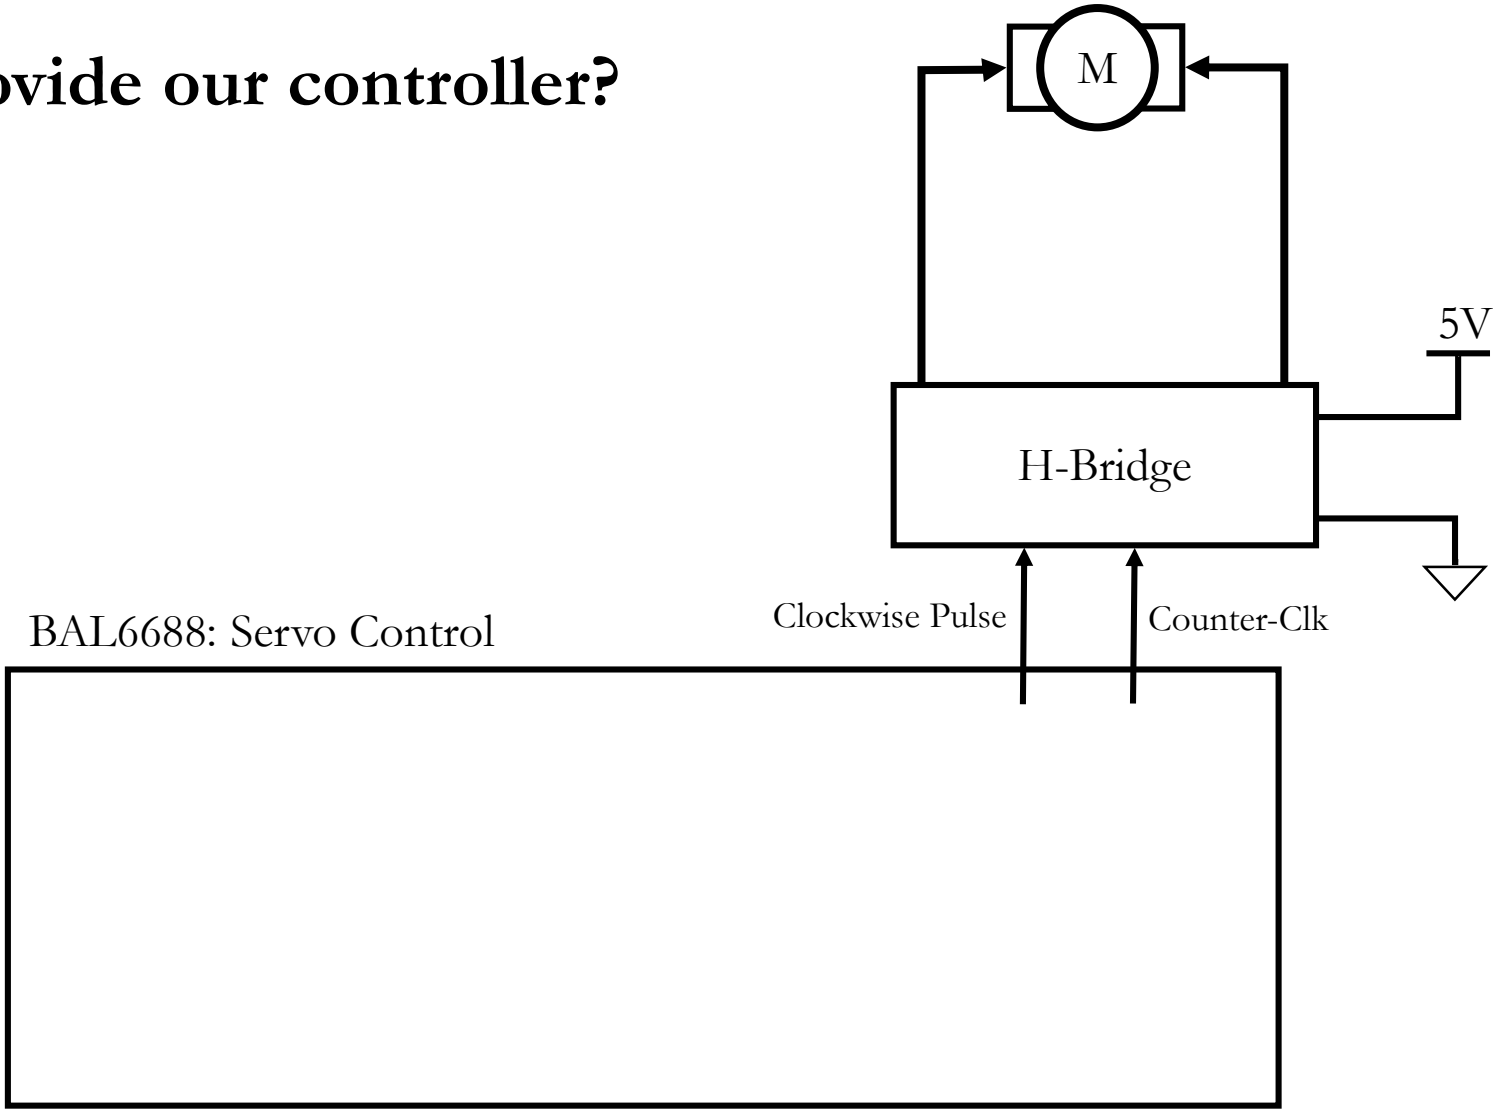 ovide our controller?
M
5V
H-Bridge
Clockwise Pulse
Counter-Clk
BAL6688: Servo Control